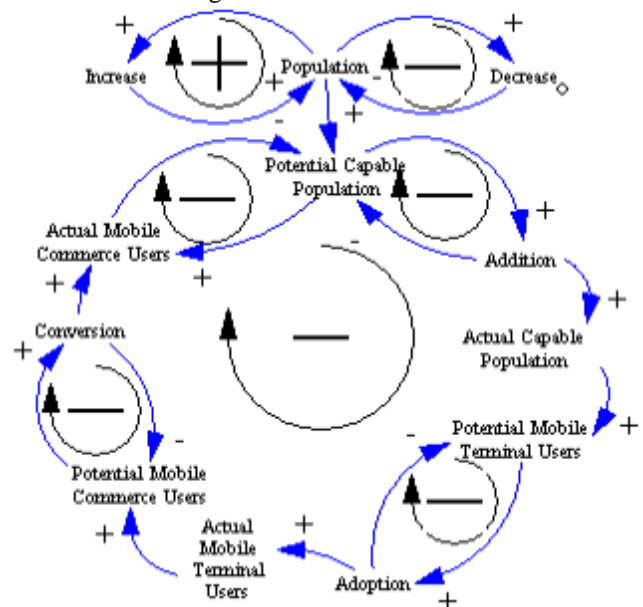 Increase
Population
Decrease
+
+
+
-
-
+
Potential Capable
Population
Actual Mobile
Commerce Users
+
+
-
Addition
+
+
Conversion
+
Actual Capable
Population
-
+
-
Potential Mobile
Terminal Users
Potential Mobile
Commerce Users
+
Actual
Mobile
Terminal
Users
+
Adoption
+